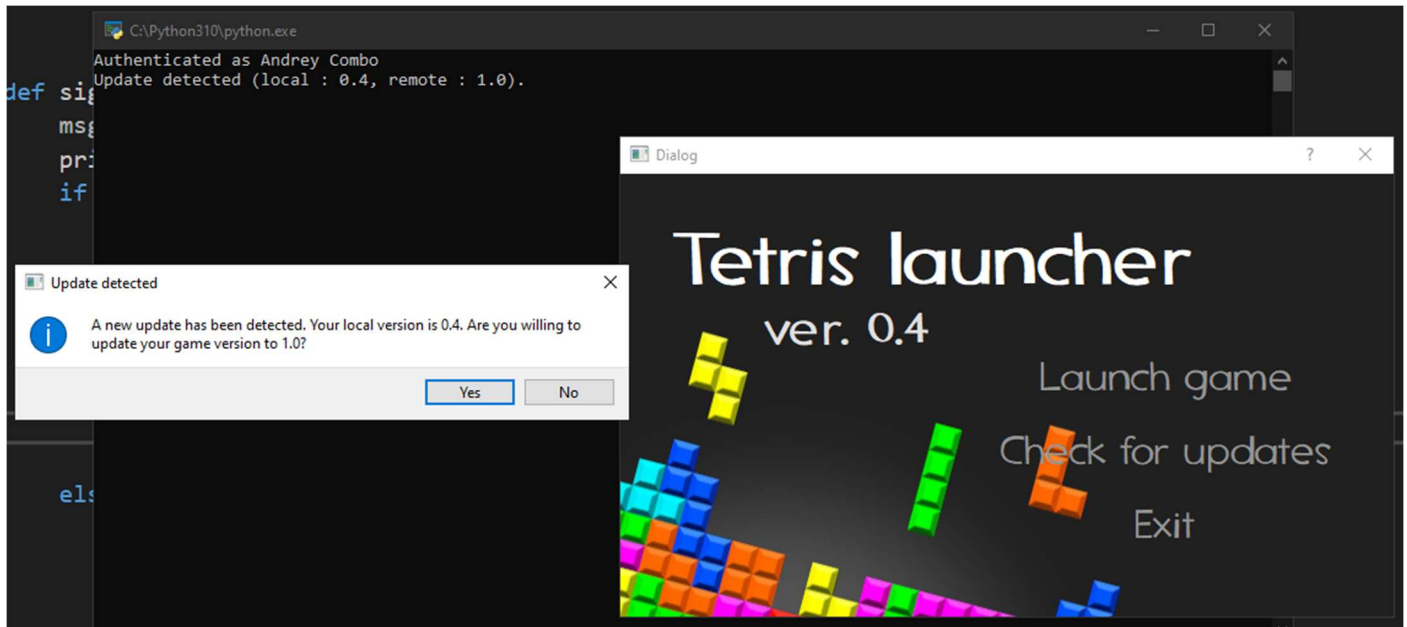 C:\Python310\python.exe
Authenticated as Andrey Combo
Update detected (local : 0.4, remote : 1.0).
def
if
Dialog
?
Tetris launcher
ver. 0.4
Update detected
A new update has been detected. Your local version is 0.4. Are you willing to
update your game version to 1.0?
Yes No
Launch game
Check for updates
Exit